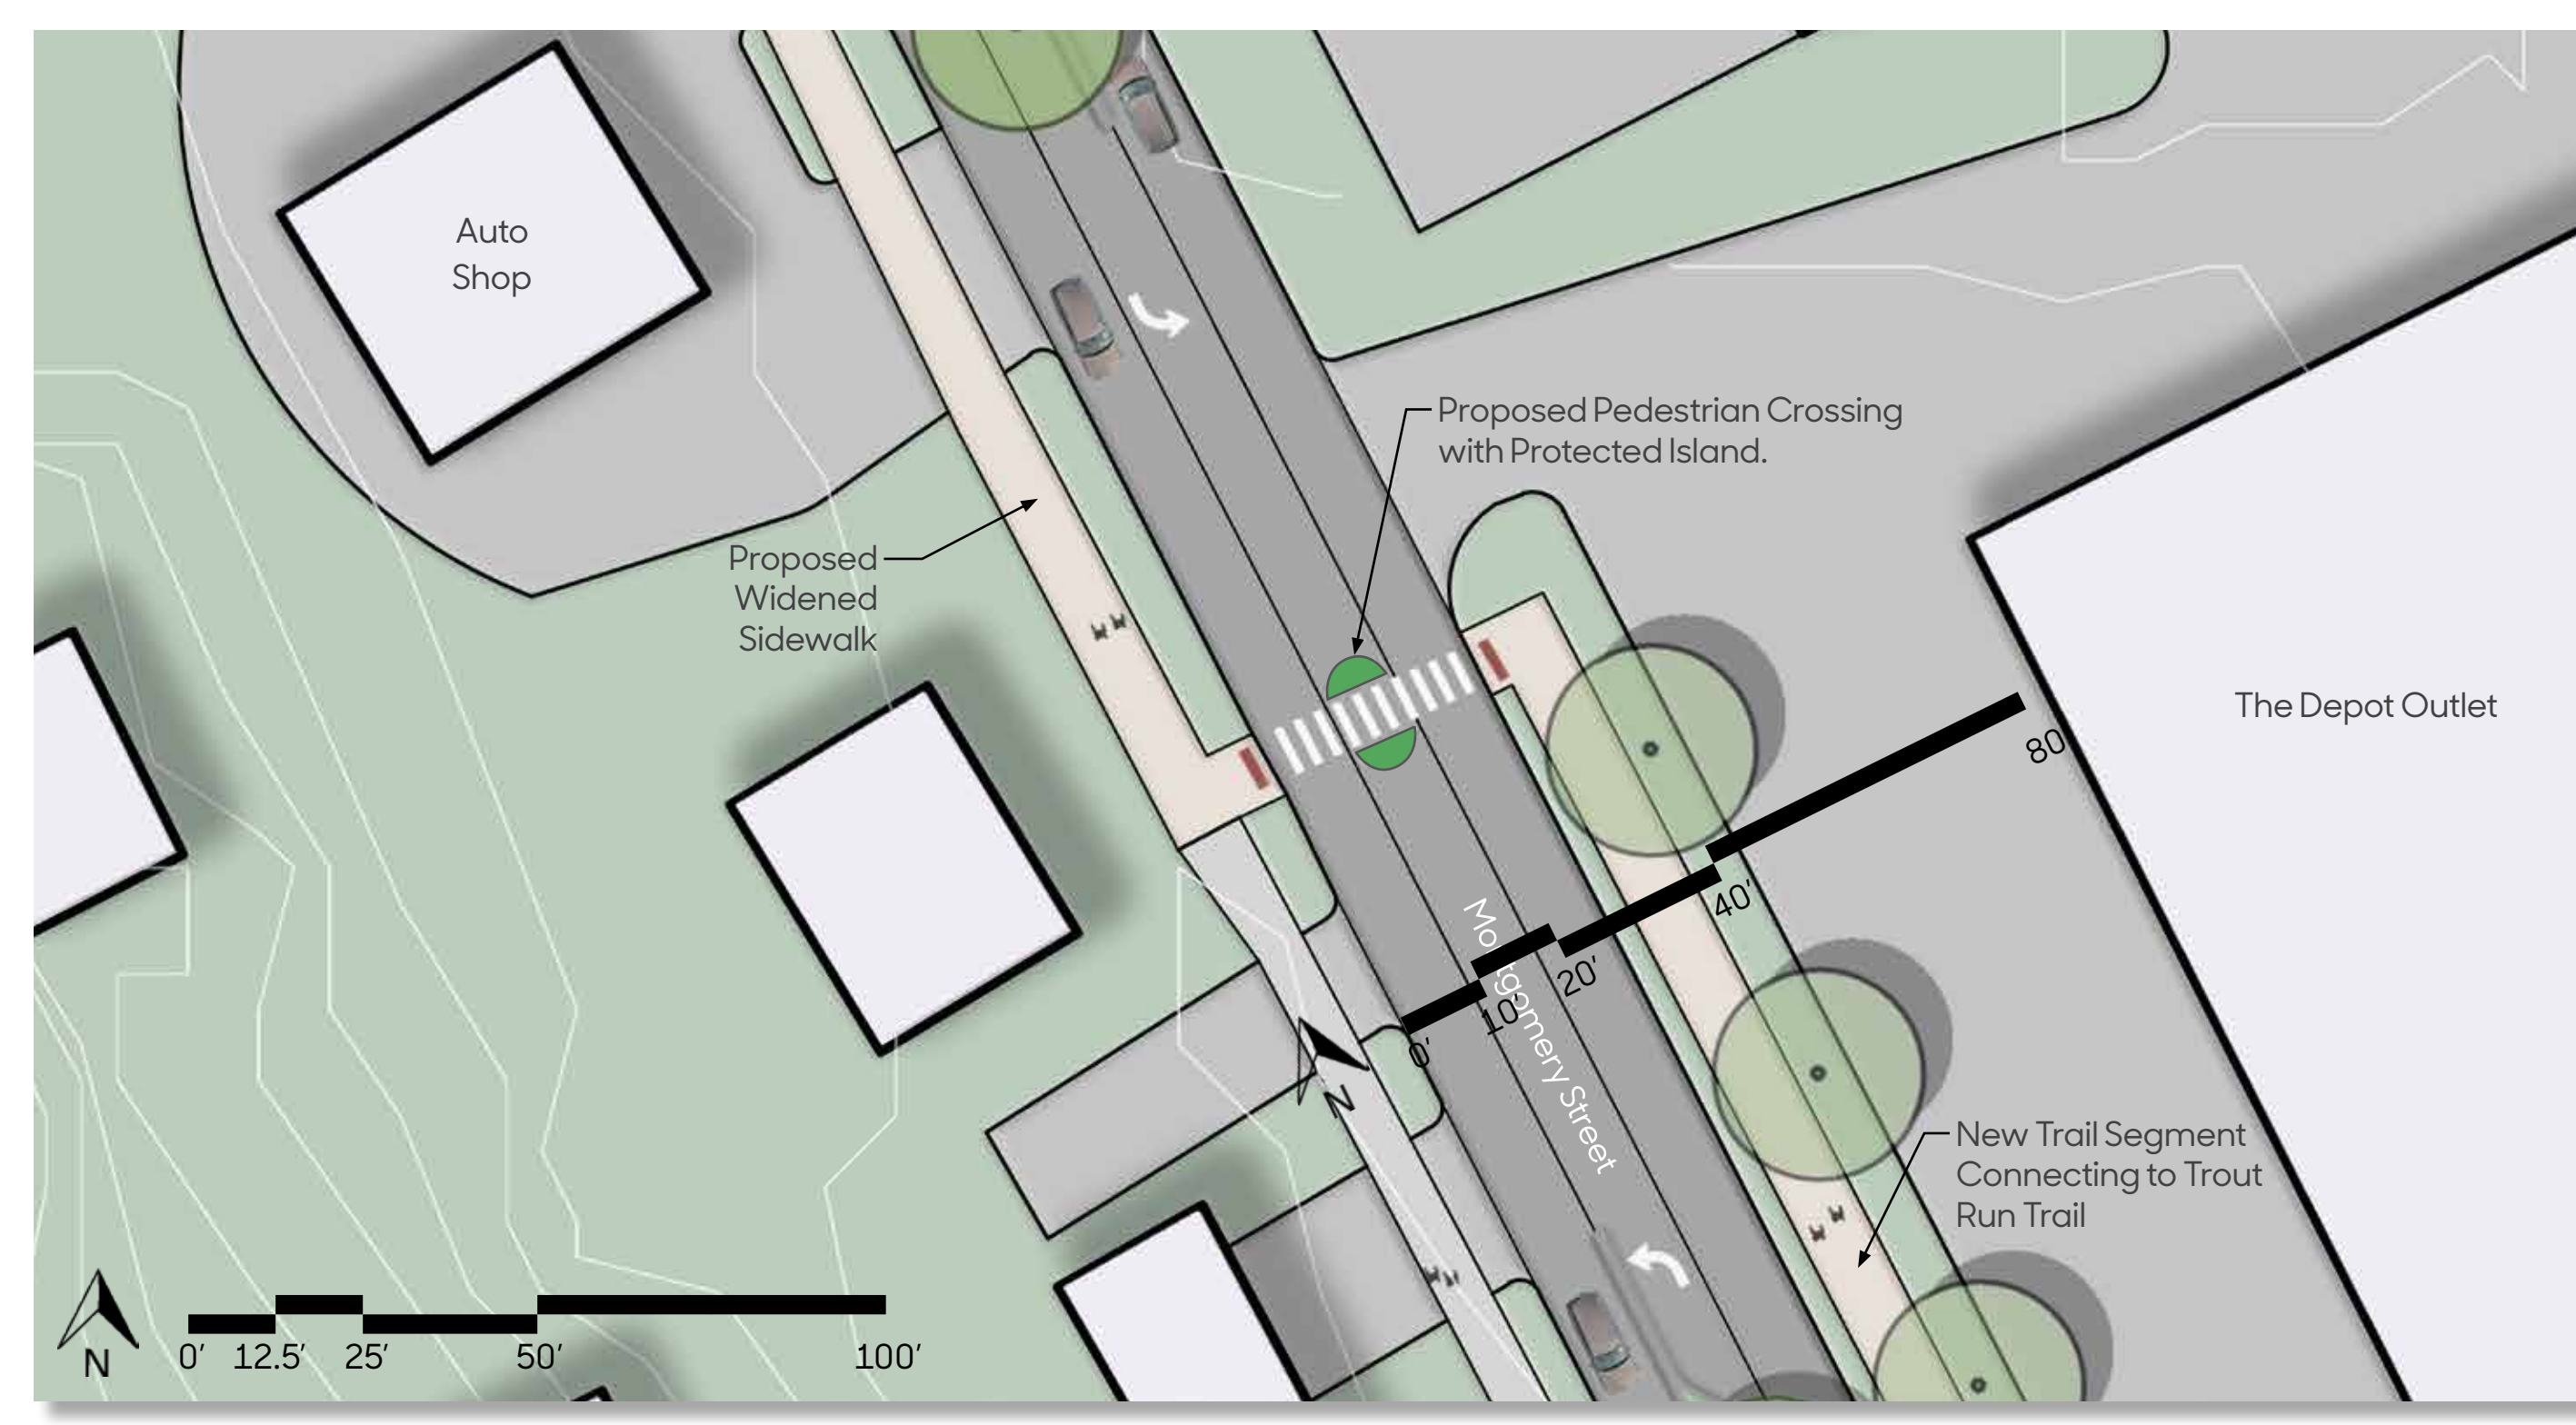 Auto
Shop
Proposed Pedestrian Crossing
with Protected Island.
Proposed
Widened
Sidewalk
The Depot Outlet
80
40'
20'
10'
0'
Montgomery Street
N
New Trail Segment
Connecting to Trout
Run Trail
N
0' 12.5' 25' 50' 100'